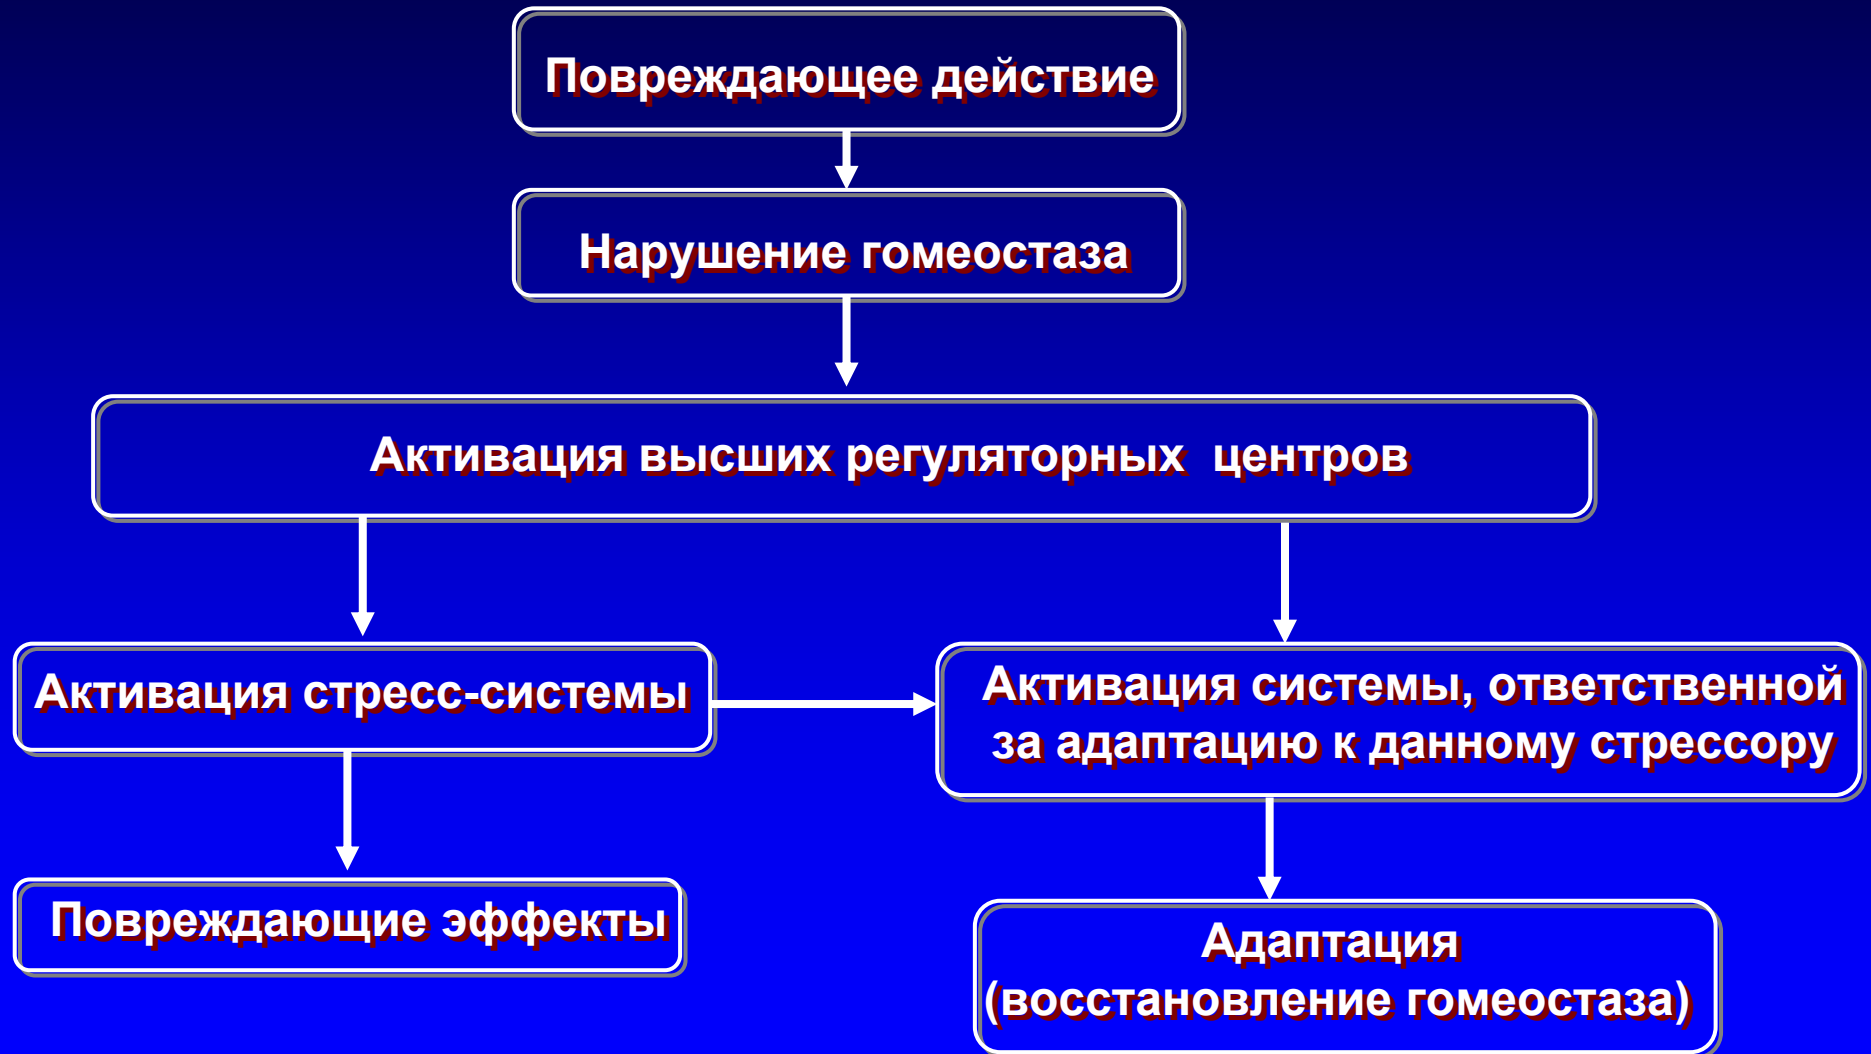 Повреждающее действие
Нарушение гомеостаза
Активация высших регуляторных  центров
Активация стресс-системы
Активация системы, ответственной
за адаптацию к данному стрессору
Повреждающие эффекты
Адаптация
(восстановление гомеостаза)